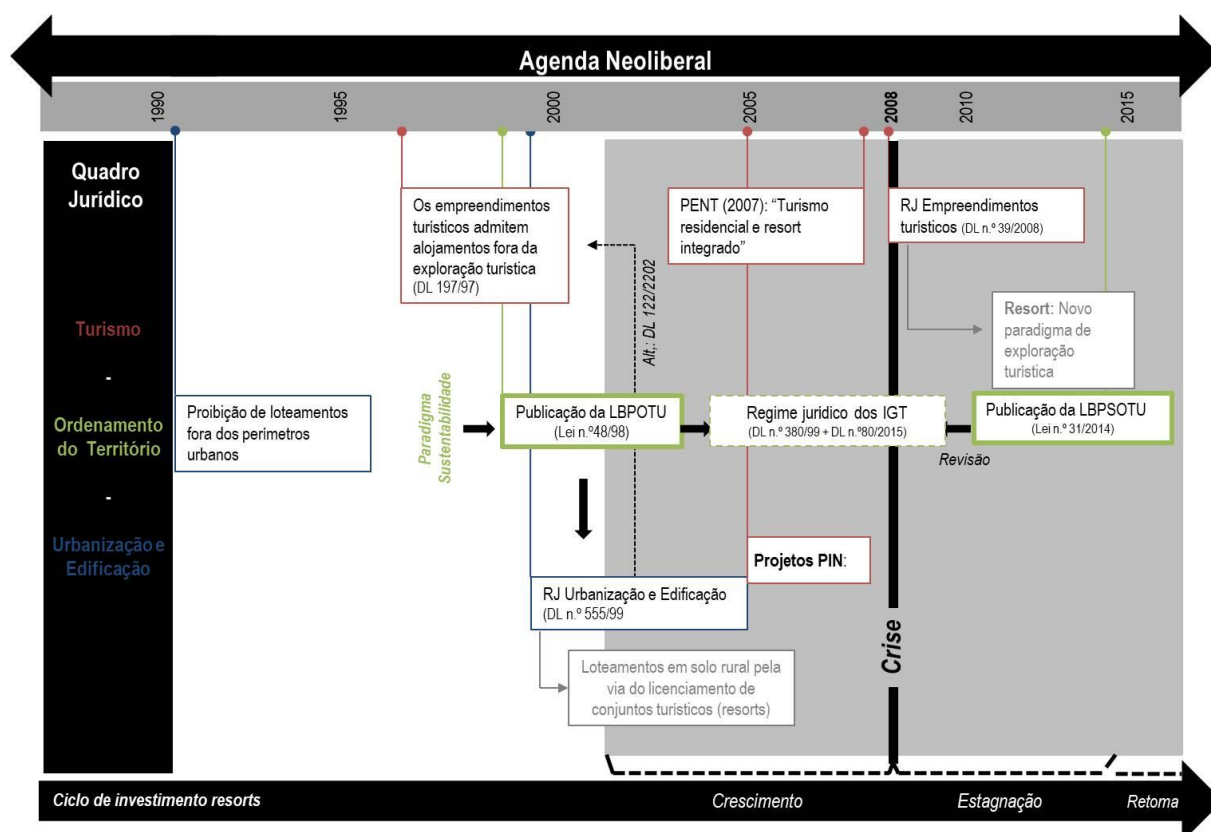 Agenda Neoliberal
1990
1995
2000
2005
2008
2010
2015
Quadro
Jurídico
Turismo
-
Ordenamento
do Território
-
Urbanização e
Edificação
Os empreendimentos
turísticos admitem
alojamentos fora da
exploração turística
(DL 197/97)
PENT (2007): “Turismo
residencial e resort
integrado”
RJ Empreendimentos
turísticos (DL n.º 39/2008)
Alt,: DL 122/2202
Resort: Novo
paradigma de
exploração
turística
Proibição de loteamentos
fora dos perímetros
urbanos
Paradigma
Sustentabilidade
Publicação da LBPOTU
(Lei n.º48/98)
Regime jurídico dos IGT
(DL n.º 380/99 + DL nº80/2015)
Publicação da LBPSOTU
(Lei n.º 31/2014)
Revisão
Projetos PIN:
RJ Urbanização e Edificação
(DL n.º 555/99
Loteamentos em solo rural pela
via do licenciamento de
conjuntos turísticos (resorts)
Crise
Ciclo de investimento resorts
Crescimento
Estagnação
Retoma